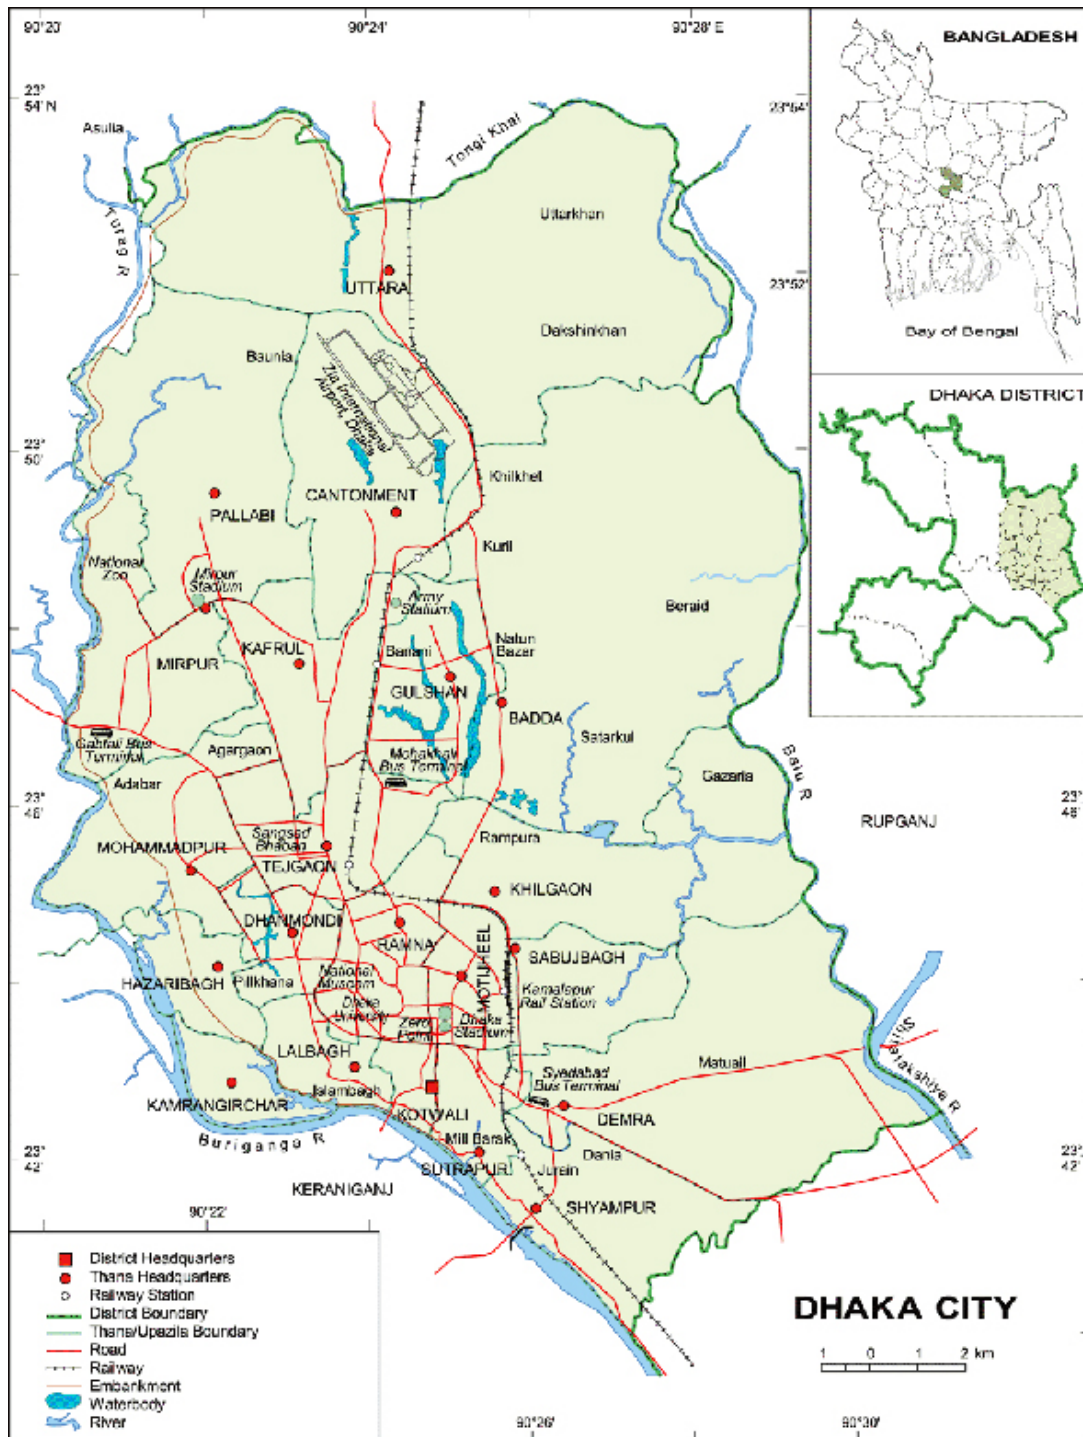 90°20'
90°24'
90°28' E
23°
54' N
23°54'
BANGLADESH
Asulia
Tongi Khal
Turag R
Uttarkhan
23°52'
UTTARA
Dakshinkhan
Bay of Bengal
Baunia
Zia International
Airport, Dhaka
DHAKA DISTRICT
23°
50'
Khilkhet
CANTONMENT
PALLABI
Kuril
National
Zoo
Mirpur
Stadium
Army
Stadium
Beraid
KAFRUL
Banani
Natun
Bazar
MIRPUR
GULSHAN
BADDA
Satarkul
Gabtali Bus
Terminal
Agargaon
Mohakhali
Bus Terminal
Gazaria
Balu R
Adabar
23°
RUPGANJ
Sangsad
Bhaban
Rampura
MOHAMMADPUR
TEJGAON
KHILGAON
DHANMONDI
RAMNA
MOTIJHEEL
SABUJBAGH
HAZARIBAGH
Pilkhana
National
Museum
Kamalapur
Rail Station
Dhaka
University
Zero
Point
Dhaka
Stadium
LALBAGH
Matuail
Sitalakshiya R
Syedabad
Bus Terminal
KAMRANGIRCHAR
Islambagh
KOTWALI
DEMRA
Buriganga R
Mill Barak
Dania
23°
42'
23°
42'
SUTRAPUR
Jurain
KERANIGANJ
SHYAMPUR
90°22'
District Headquarters
Thana Headquarters
Railway Station
District Boundary
Thana/Upazila Boundary
Road
Railway
Embankment
Waterbody
River
DHAKA CITY
1 0 1 2 km
90°26'
90°30'